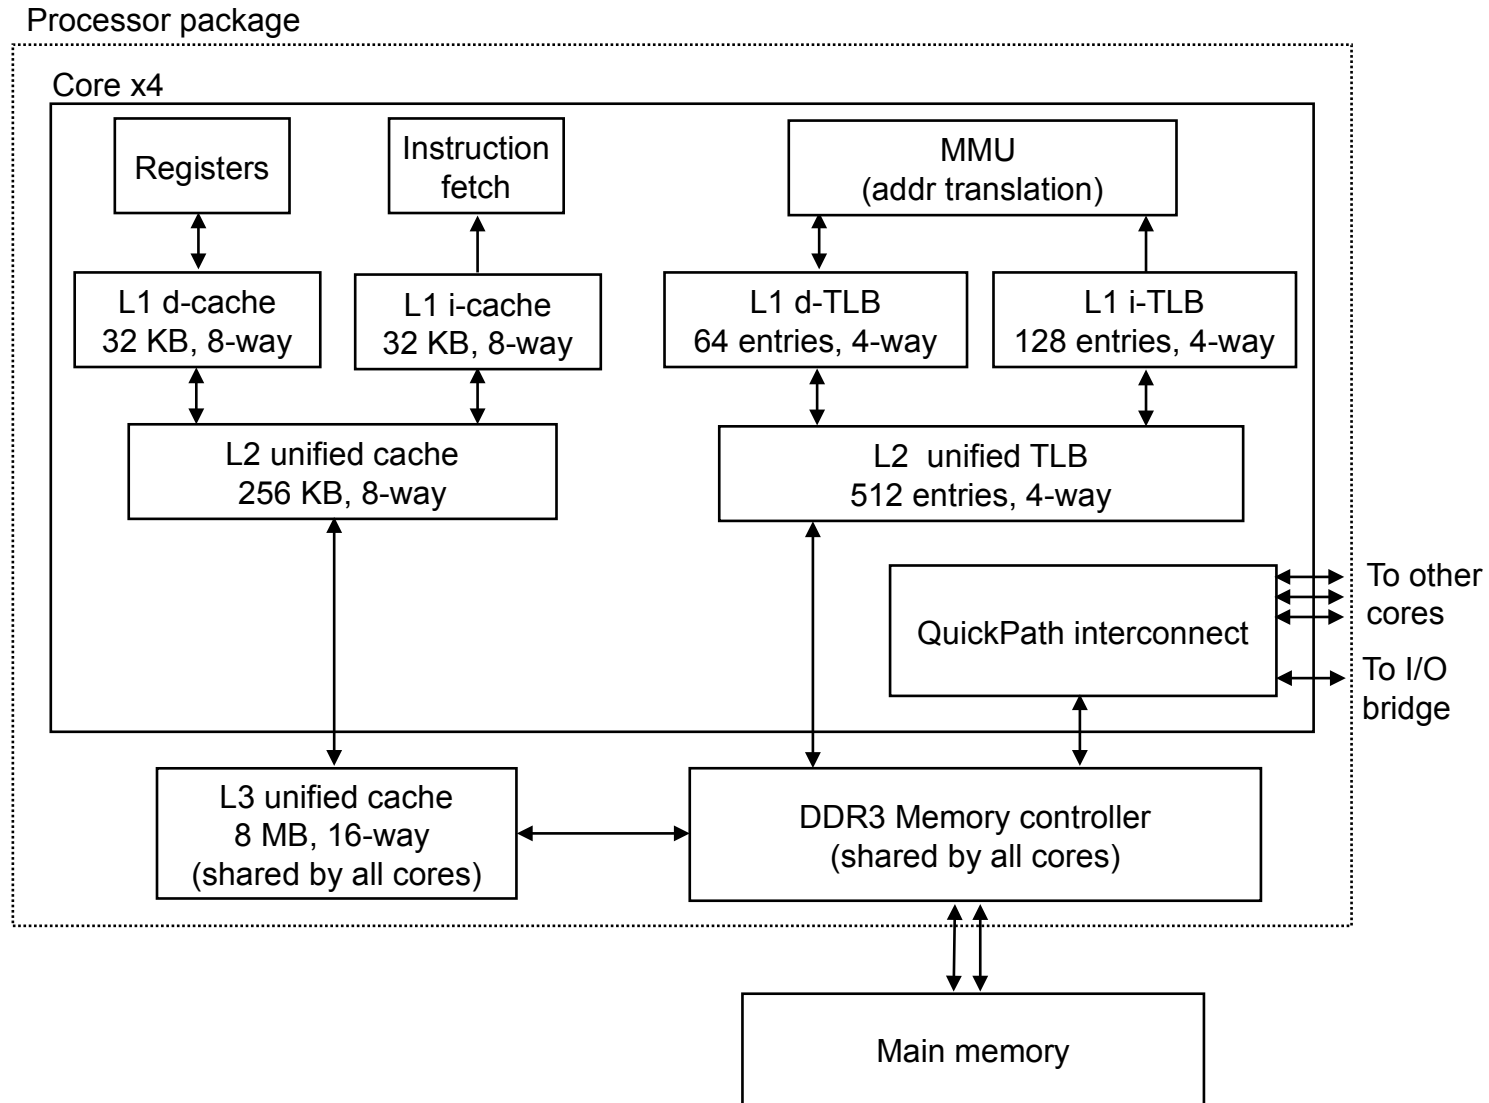 Processor package
Core x4
Registers
Instruction
fetch
MMU
(addr translation)
L1 d-cache
32 KB, 8-way
L1 i-cache
32 KB, 8-way
L1 d-TLB
64 entries, 4-way
L1 i-TLB
128 entries, 4-way
L2 unified cache
256 KB, 8-way
L2 unified TLB
512 entries, 4-way
QuickPath interconnect
To other
cores
To I/O
bridge
L3 unified cache
8 MB, 16-way
(shared by all cores)
DDR3 Memory controller
(shared by all cores)
Main memory